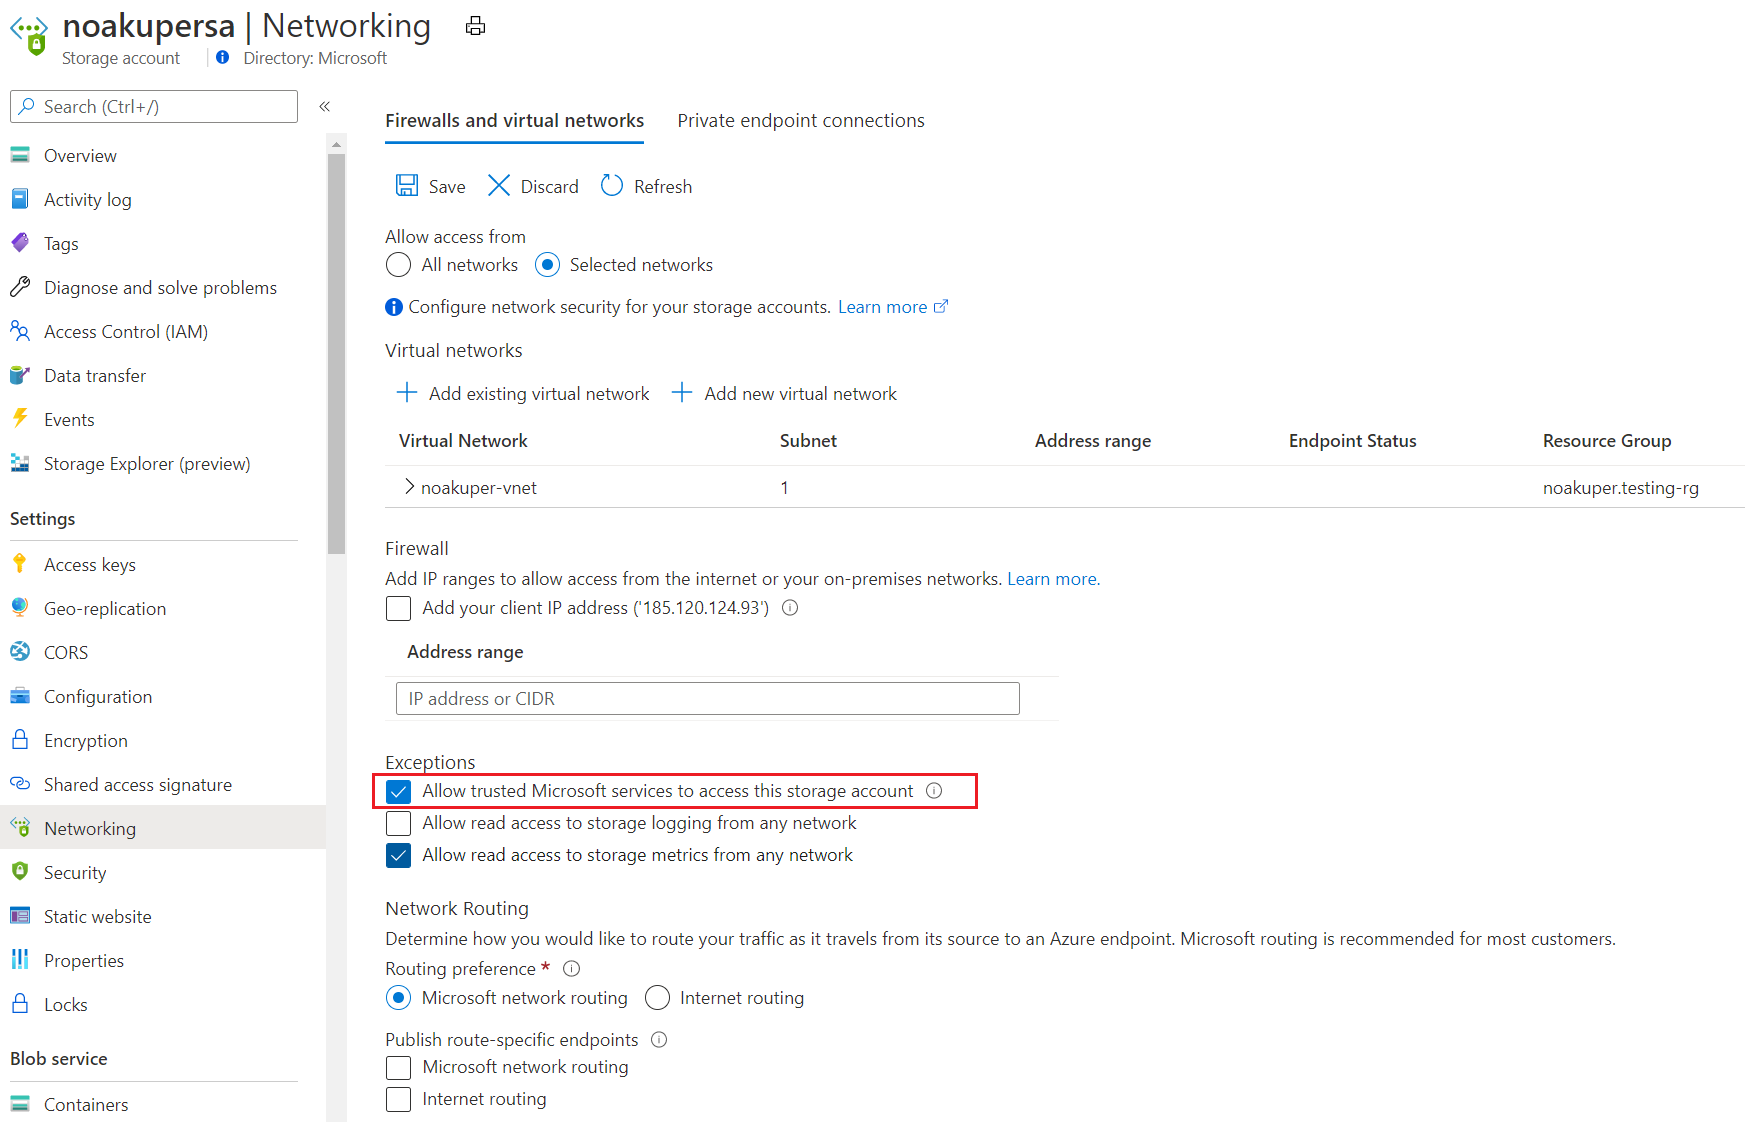 noakupersa | Networking
Storage account
Directory: Microsoft
Search (Ctrl+/)
«
Overview
Activity log
Tags
Diagnose and solve problems
Access Control (IAM)
Data transfer
Events
Storage Explorer (preview)
Settings
Access keys
Geo-replication
CORS
Configuration
Encryption
Shared access signature
Networking
Security
Static website
Properties
Locks
Blob service
Containers
Firewalls and virtual networks Private endpoint connections
Save Discard Refresh
Allow access from
All networks Selected networks
Configure network security for your storage accounts. Learn more
Virtual networks
Add existing virtual network Add new virtual network
Virtual Network Subnet Address range Endpoint Status Resource Group
noakuper-vnet 1 noakuper.testing-rg
Firewall
Add IP ranges to allow access from the internet or your on-premises networks. Learn more.
Add your client IP address ('185.120.124.93')
Address range
IP address or CIDR
Exceptions
Allow trusted Microsoft services to access this storage account
Allow read access to storage logging from any network
Allow read access to storage metrics from any network
Network Routing
Determine how you would like to route your traffic as it travels from its source to an Azure endpoint. Microsoft routing is recommended for most customers.
Routing preference *
Microsoft network routing Internet routing
Publish route-specific endpoints
Microsoft network routing
Internet routing